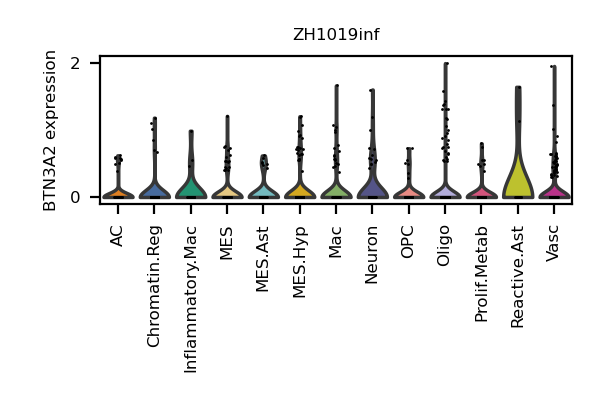 ZH1019inf
BTN3A2 expression
2
0
AC
Chromatin.Reg
Inflammatory.Mac
MES
MES.Ast
MES.Hyp
Mac
Neuron
OPC
Oligo
Prolif.Metab
Reactive.Ast
Vasc